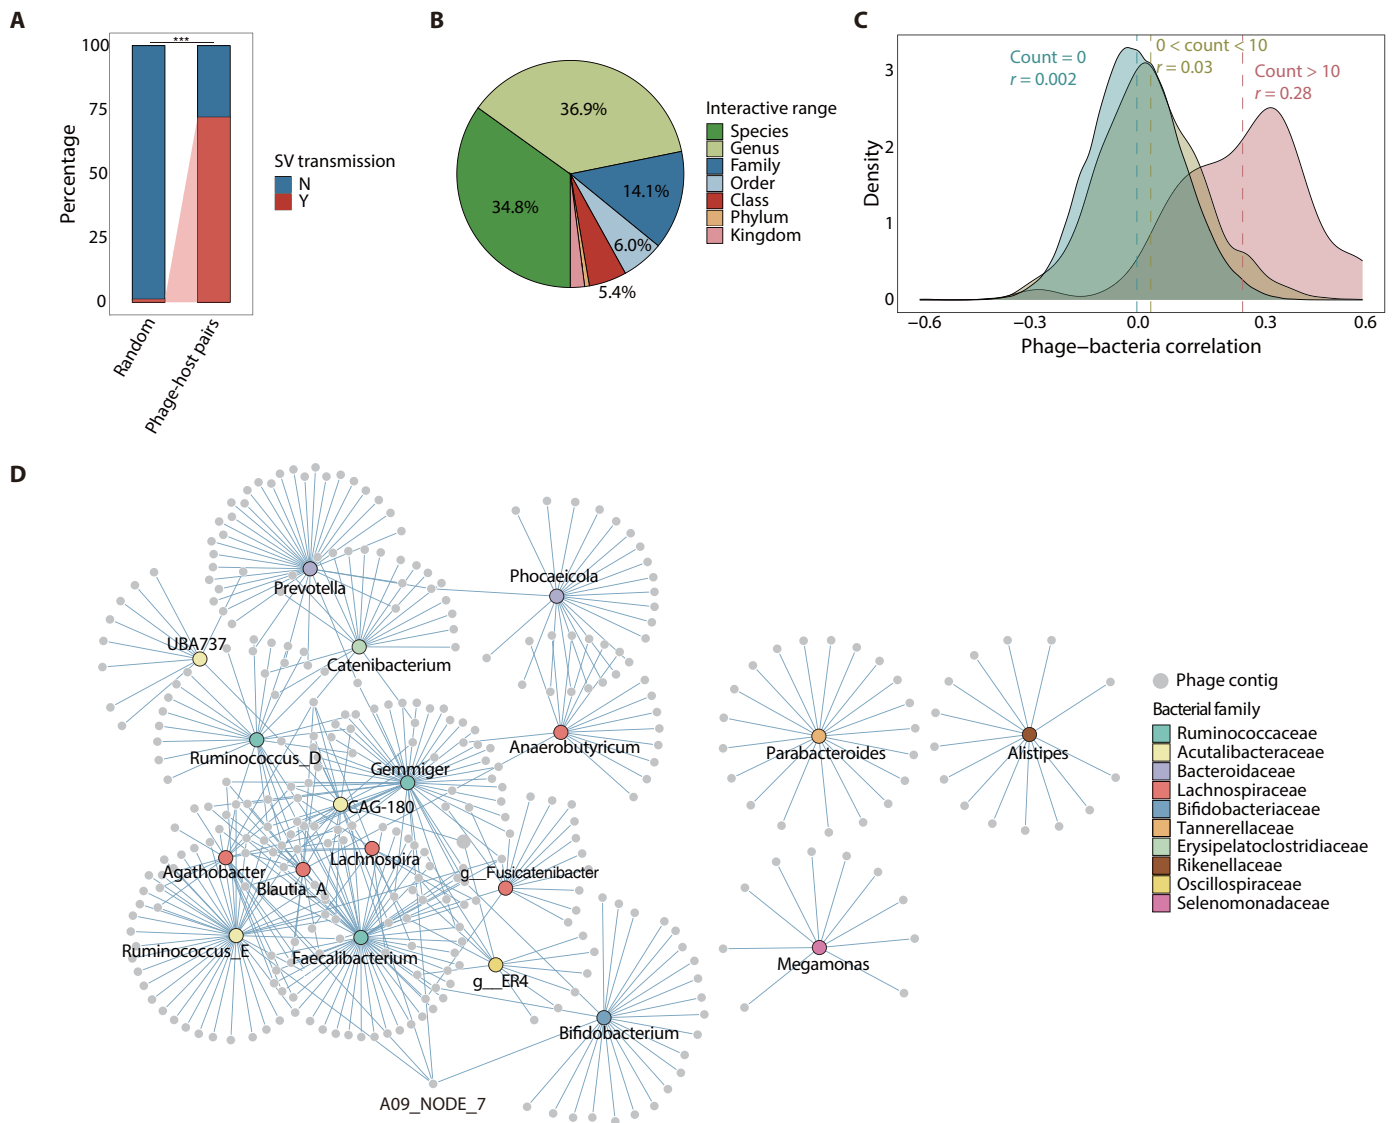 A
100
75
50
25
0
Percentage
***
Random
Phage-host pairs
SV transmission
N
Y
B
36.9%
34.8%
14.1%
6.0%
5.4%
Interactive range
Species
Genus
Family
Order
Class
Phylum
Kingdom
C
Density
3
2
1
0
Count = 0
r = 0.002
0 < count < 10
r = 0.03
Count > 10
r = 0.28
−0.6
−0.3
0.0
0.3
0.6
Phage−bacteria correlation
D
Prevotella
Phocaeicola
UBA737
Catenibacterium
Ruminococcus_D
Anaerobutyricum
Gemmiger
CAG-180
Lachnospira
Agathobacter
Blautia_A
g__Fusicatenibacter
Ruminococcus_E
Faecalibacterium
g__ER4
Bifidobacterium
A09_NODE_7
Parabacteroides
Alistipes
Megamonas
Phage contig
Bacterial family
Ruminococcaceae
Acutalibacteraceae
Bacteroidaceae
Lachnospiraceae
Bifidobacteriaceae
Tannerellaceae
Erysipelatoclostridiaceae
Rikenellaceae
Oscillospiraceae
Selenomonadaceae